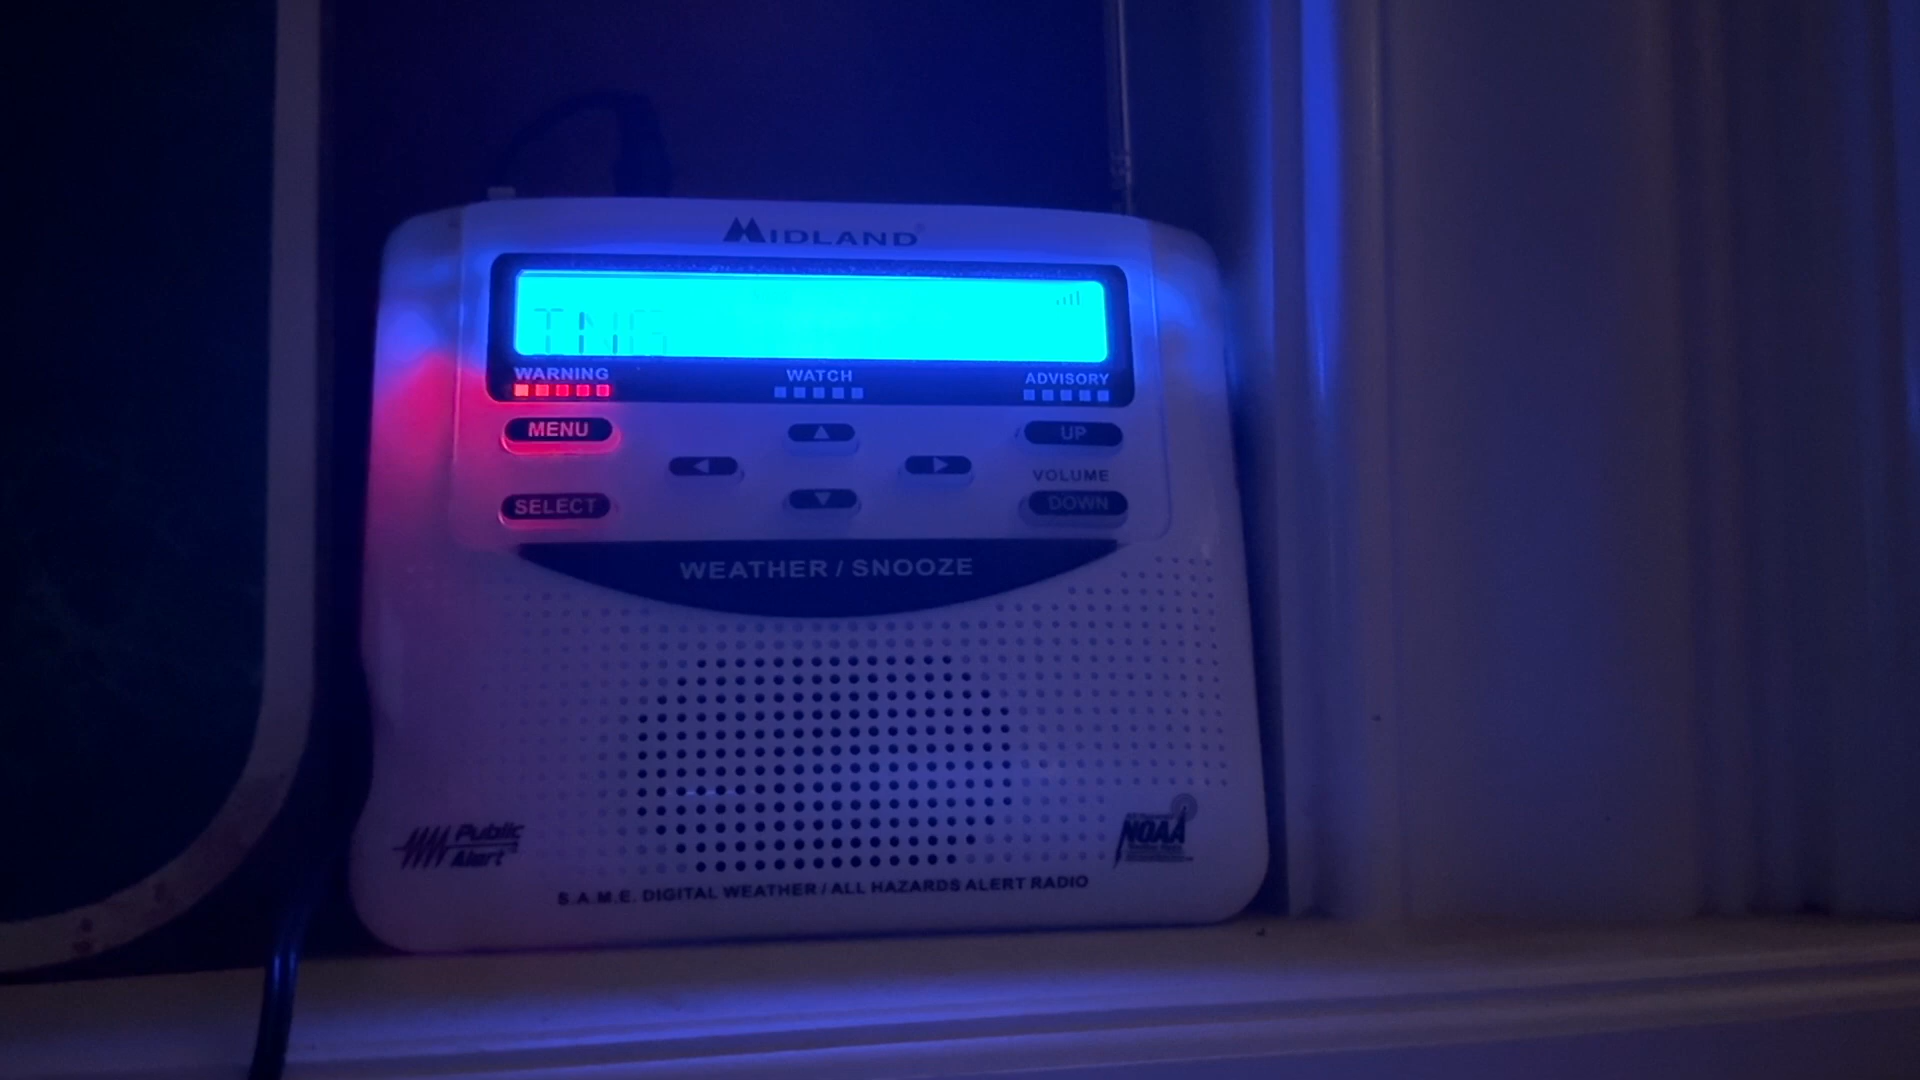 MIDLAND
TNG
WARNING
WATCH
ADVISORY
MENU
UP
VOLUME
SELECT
DOWN
WEATHER / SNOOZE
Public
Alert
NOAA
S.A.M.E. DIGITAL WEATHER / ALL HAZARDS ALERT RADIO